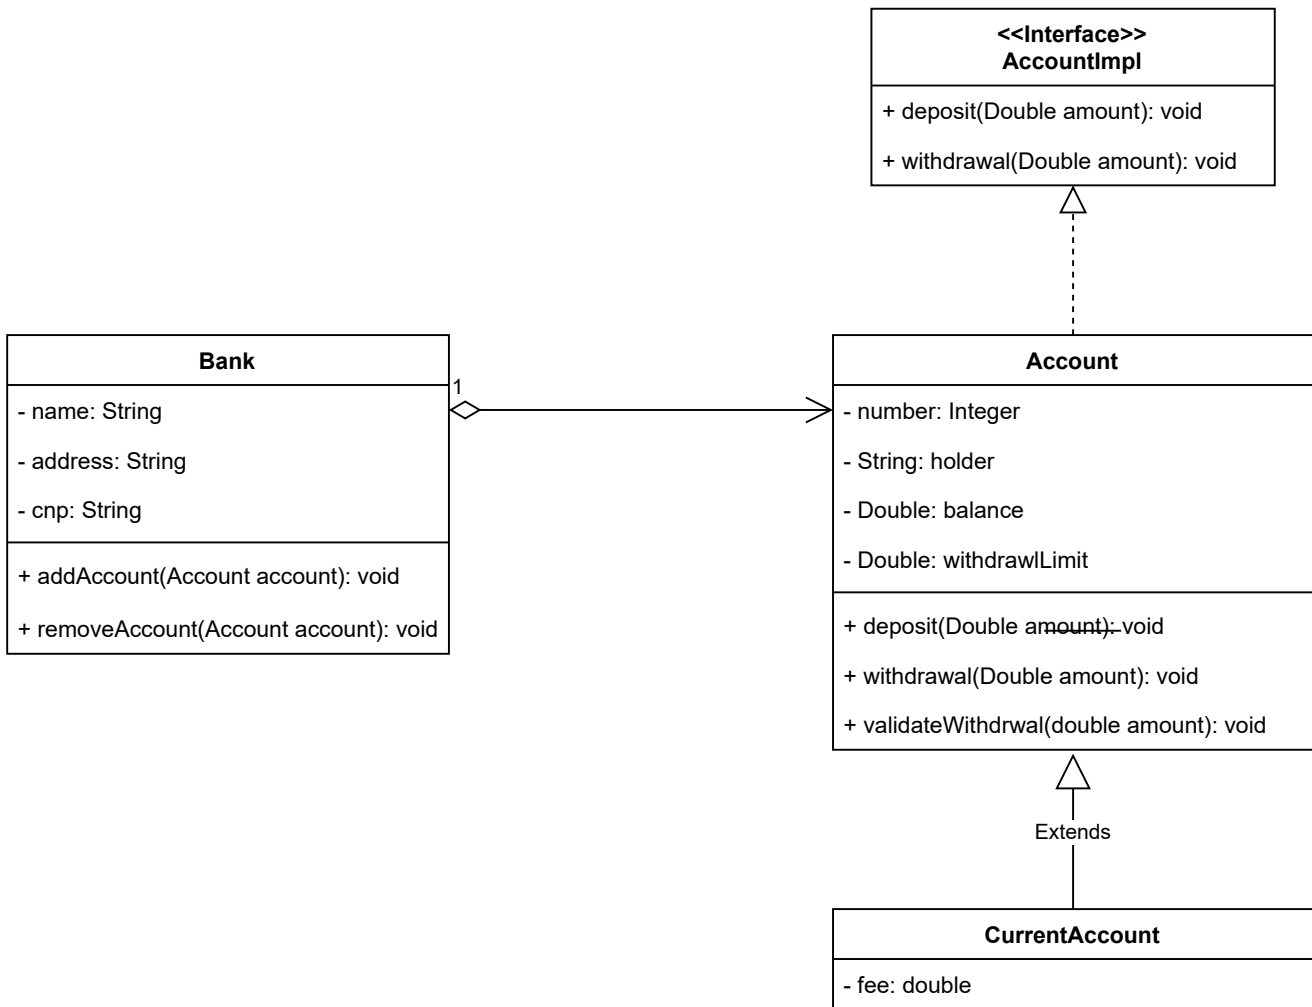 <<Interface>>
AccountImpl
+ deposit(Double amount): void
+ withdrawal(Double amount): void
Bank
- name: String
- address: String
- cnp: String
+ addAccount(Account account): void
+ removeAccount(Account account): void
1
Account
- number: Integer
- String: holder
- Double: balance
- Double: withdrawlLimit
+ deposit(Double amount): void
+ withdrawal(Double amount): void
+ validateWithdrwal(double amount): void
Extends
CurrentAccount
- fee: double